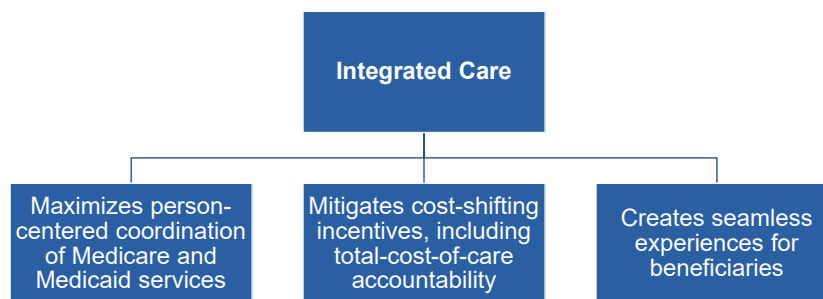 Integrated Care
Maximizes person-
centered coordination
of Medicare and
Medicaid services
Mitigates cost-shifting
incentives, including
total-cost-of-care
accountability
Creates seamless
experiences for
beneficiaries